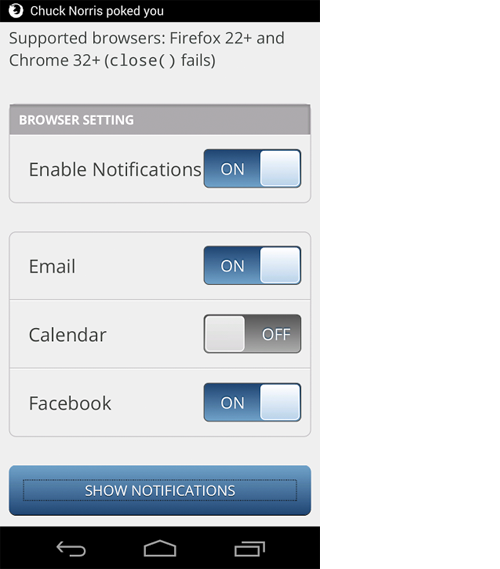 Chuck Norris poked you
Supported browsers: Firefox 22+ and
Chrome 32+ (close() fails)
BROWSER SETTING
Enable Notifications ON
Email ON
Calendar OFF
Facebook ON
SHOW NOTIFICATIONS